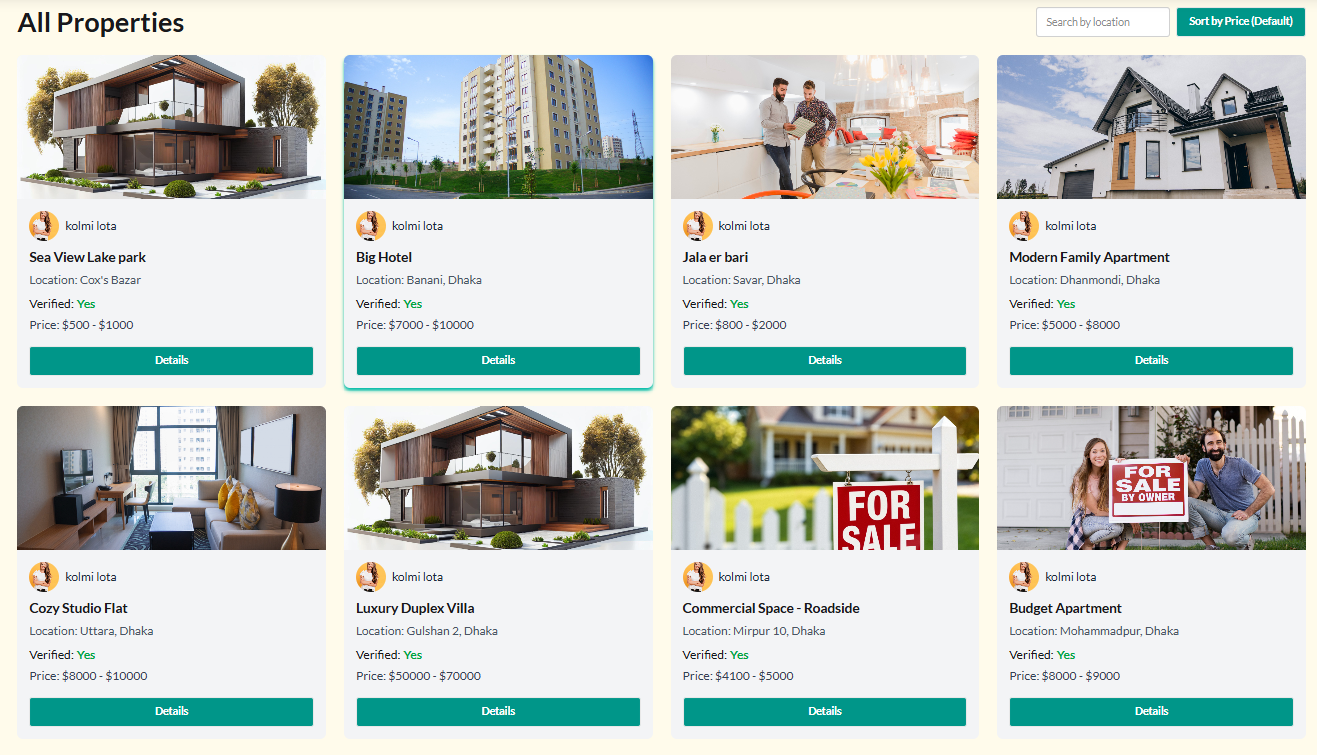 All Properties
Search by location
Sort by Price (Default)
kolmi lota
Sea View Lake park
Location: Cox's Bazar
Verified: Yes
Price: $500 - $1000
Details
kolmi lota
Big Hotel
Location: Banani, Dhaka
Verified: Yes
Price: $7000 - $10000
Details
kolmi lota
Jala er bari
Location: Savar, Dhaka
Verified: Yes
Price: $800 - $2000
Details
kolmi lota
Modern Family Apartment
Location: Dhanmondi, Dhaka
Verified: Yes
Price: $5000 - $8000
Details
kolmi lota
Cozy Studio Flat
Location: Uttara, Dhaka
Verified: Yes
Price: $8000 - $10000
Details
kolmi lota
Luxury Duplex Villa
Location: Gulshan 2, Dhaka
Verified: Yes
Price: $50000 - $70000
Details
FOR
SALE
kolmi lota
Commercial Space - Roadside
Location: Mirpur 10, Dhaka
Verified: Yes
Price: $4100 - $5000
Details
FOR
SALE
BY OWNER
kolmi lota
Budget Apartment
Location: Mohammadpur, Dhaka
Verified: Yes
Price: $8000 - $9000
Details